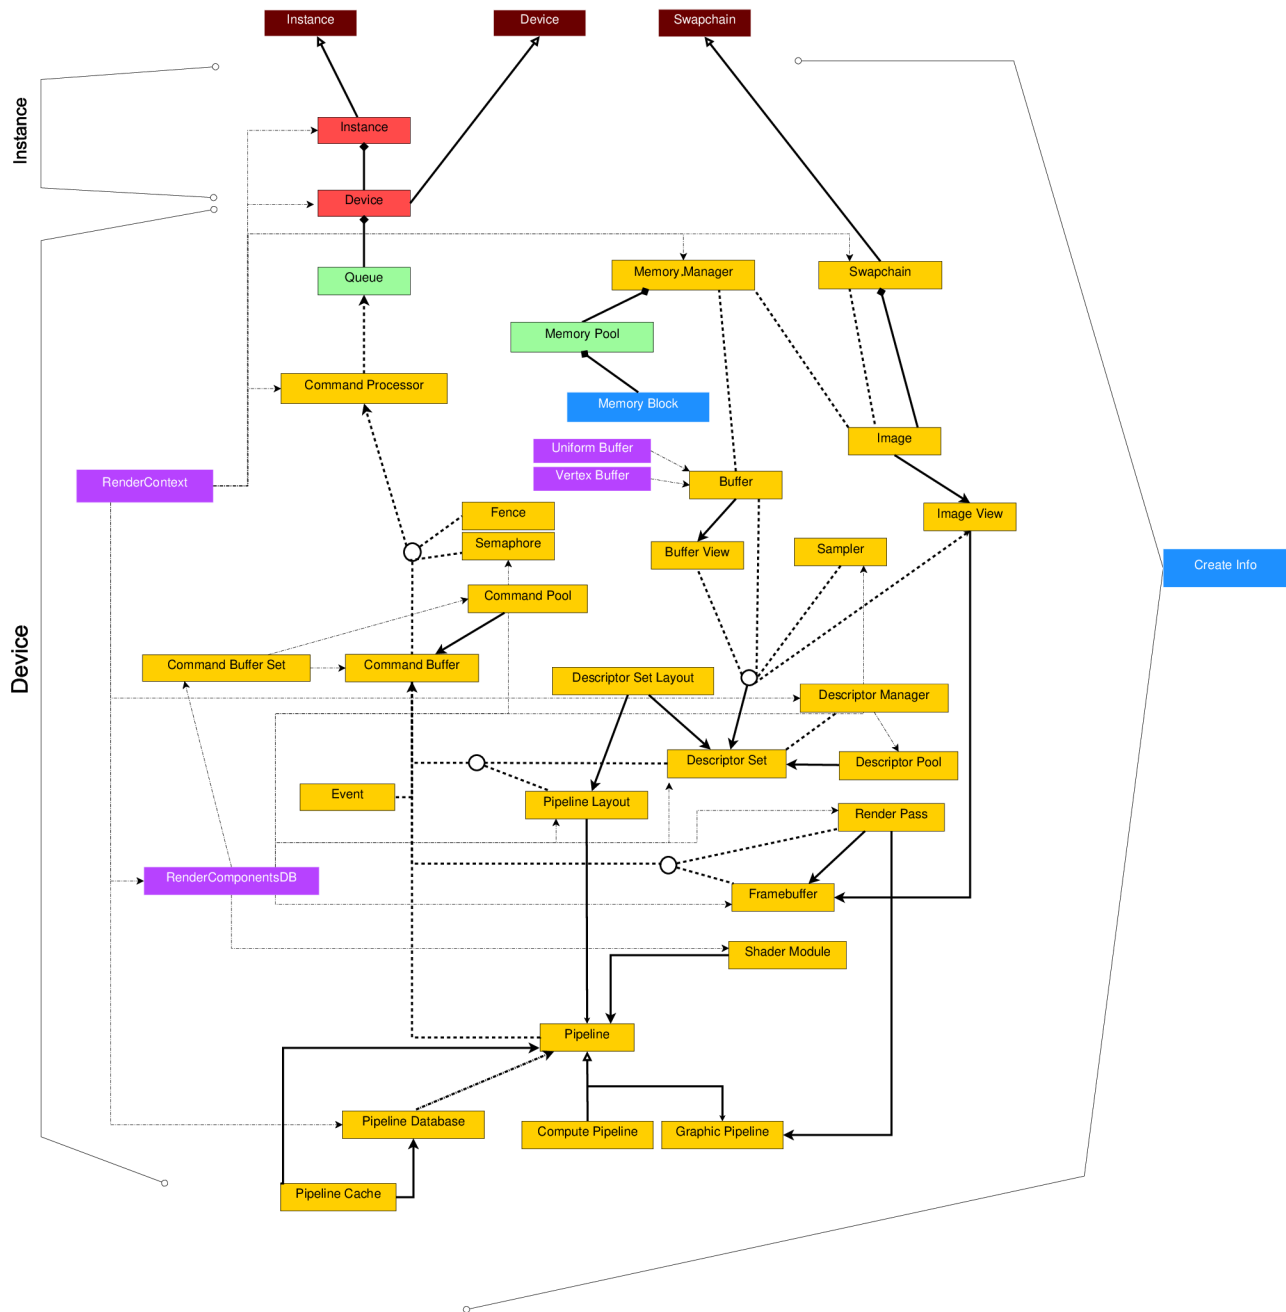 Instance
Device
Swapchain
Instance
Instance
Device
Memory Manager
Swapchain
Queue
Memory Pool
Command Processor
Memory Block
Image
Uniform Buffer
Vertex Buffer
RenderContext
Buffer
Fence
Image View
Semaphore
Buffer View
Sampler
Create Info
Command Pool
Device
Command Buffer Set
Command Buffer
Descriptor Set Layout
Descriptor Manager
Descriptor Set
Descriptor Pool
Event
Pipeline Layout
Render Pass
RenderComponentsDB
Framebuffer
Shader Module
Pipeline
Pipeline Database
Compute Pipeline
Graphic Pipeline
Pipeline Cache